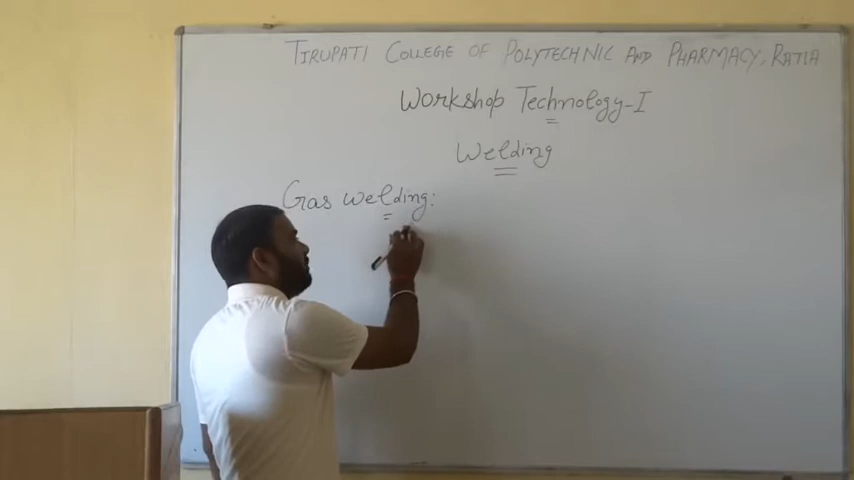 TIRUPATI COLLEGE OF POLYTECHNIC AND PHARMACY, RATIA
Workshop Technology-I
Welding
Gas welding: